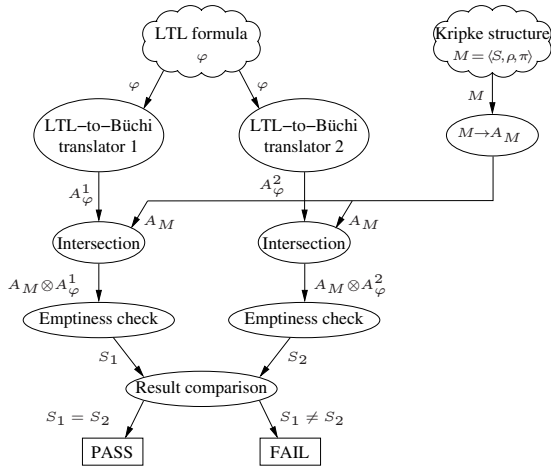 LTL formula
φ
Kripke structure
M = ⟨S, ρ, π⟩
φ
φ
M
LTL−to−Büchi
translator 1
LTL−to−Büchi
translator 2
M→A_M
A_φ^1
A_φ^2
A_M
A_M
Intersection
Intersection
A_M ⊗ A_φ^1
A_M ⊗ A_φ^2
Emptiness check
Emptiness check
S_1
S_2
Result comparison
S_1 = S_2
S_1 ≠ S_2
PASS
FAIL